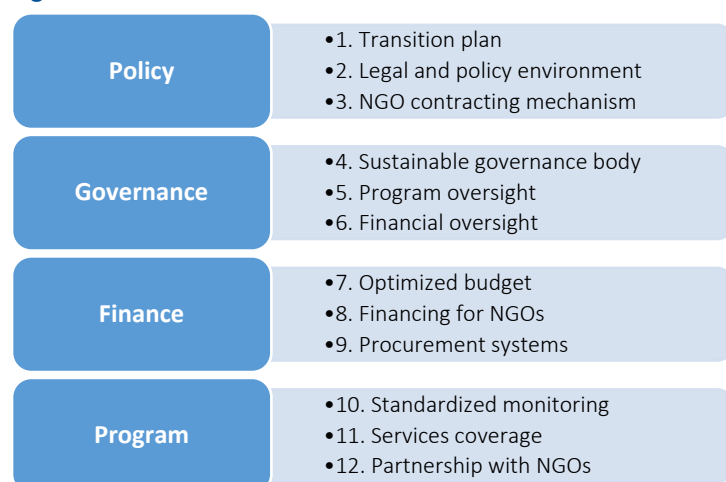 Policy
•1. Transition plan
•2. Legal and policy environment
•3. NGO contracting mechanism
Governance
•4. Sustainable governance body
•5. Program oversight
•6. Financial oversight
Finance
•7. Optimized budget
•8. Financing for NGOs
•9. Procurement systems
Program
•10. Standardized monitoring
•11. Services coverage
•12. Partnership with NGOs